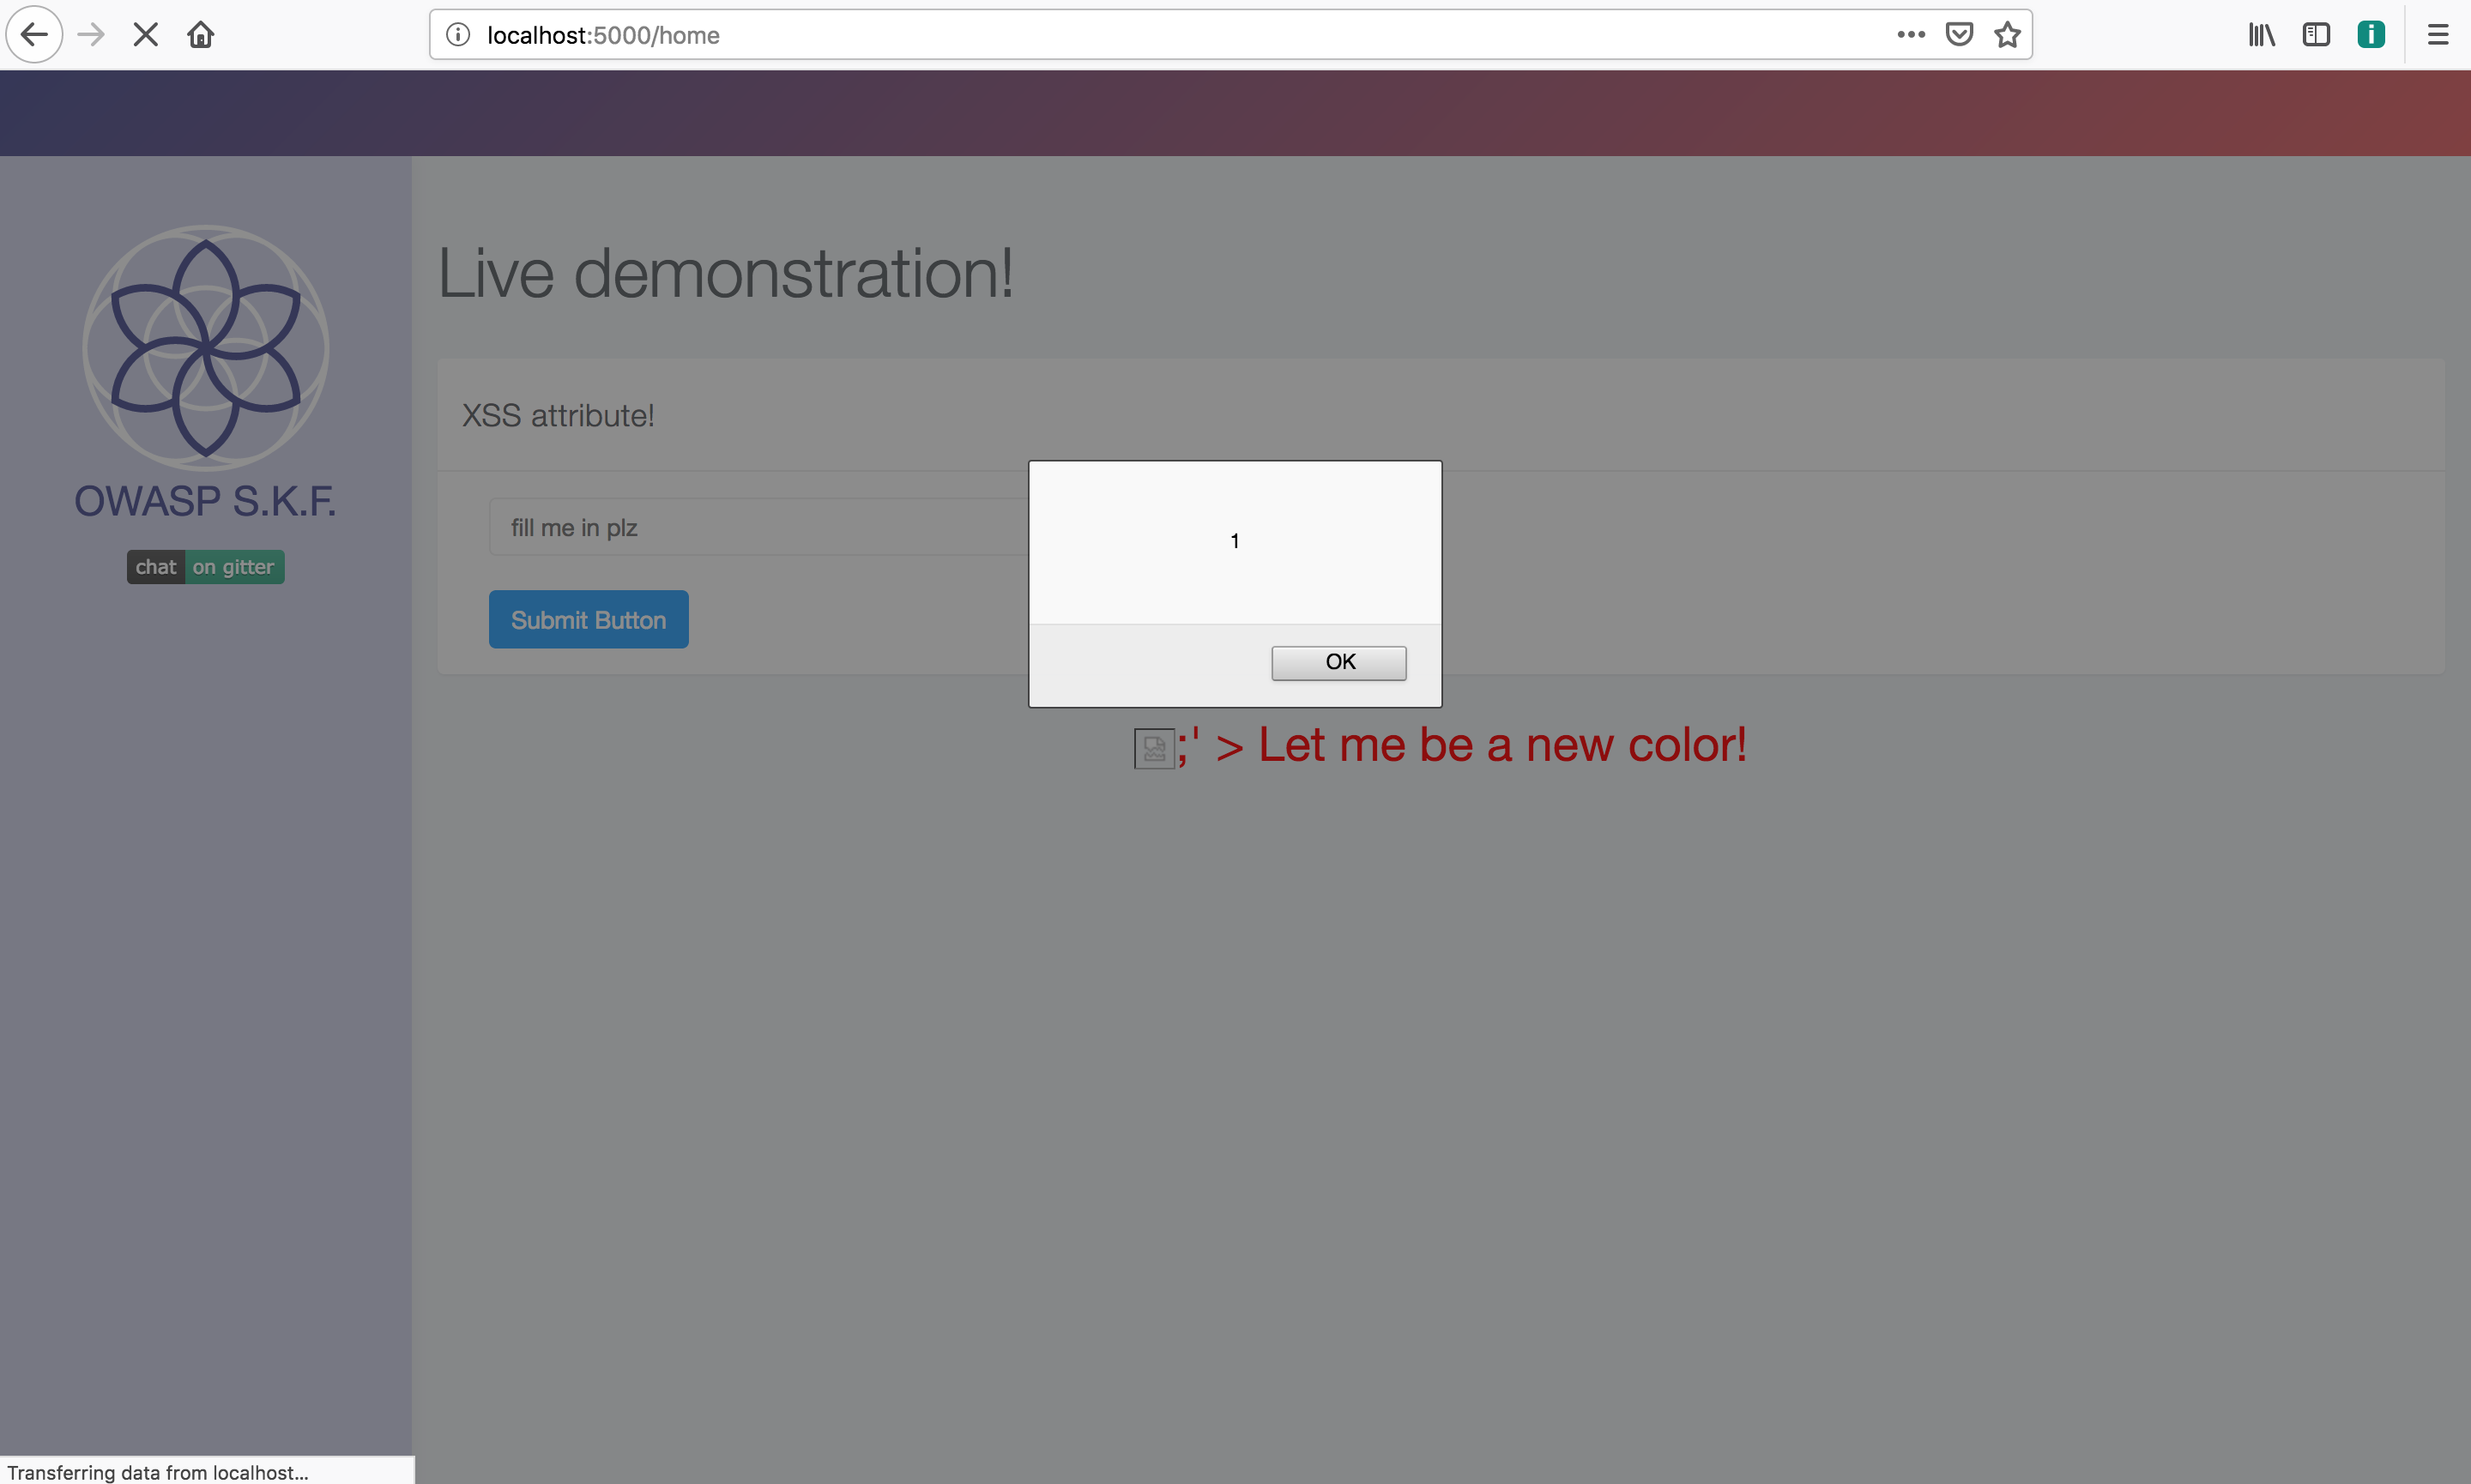 localhost:5000/home
Live demonstration!
XSS attribute!
OWASP S.K.F.
fill me in plz
1
chat on gitter
Submit Button
OK
;' > Let me be a new color!
Transferring data from localhost...